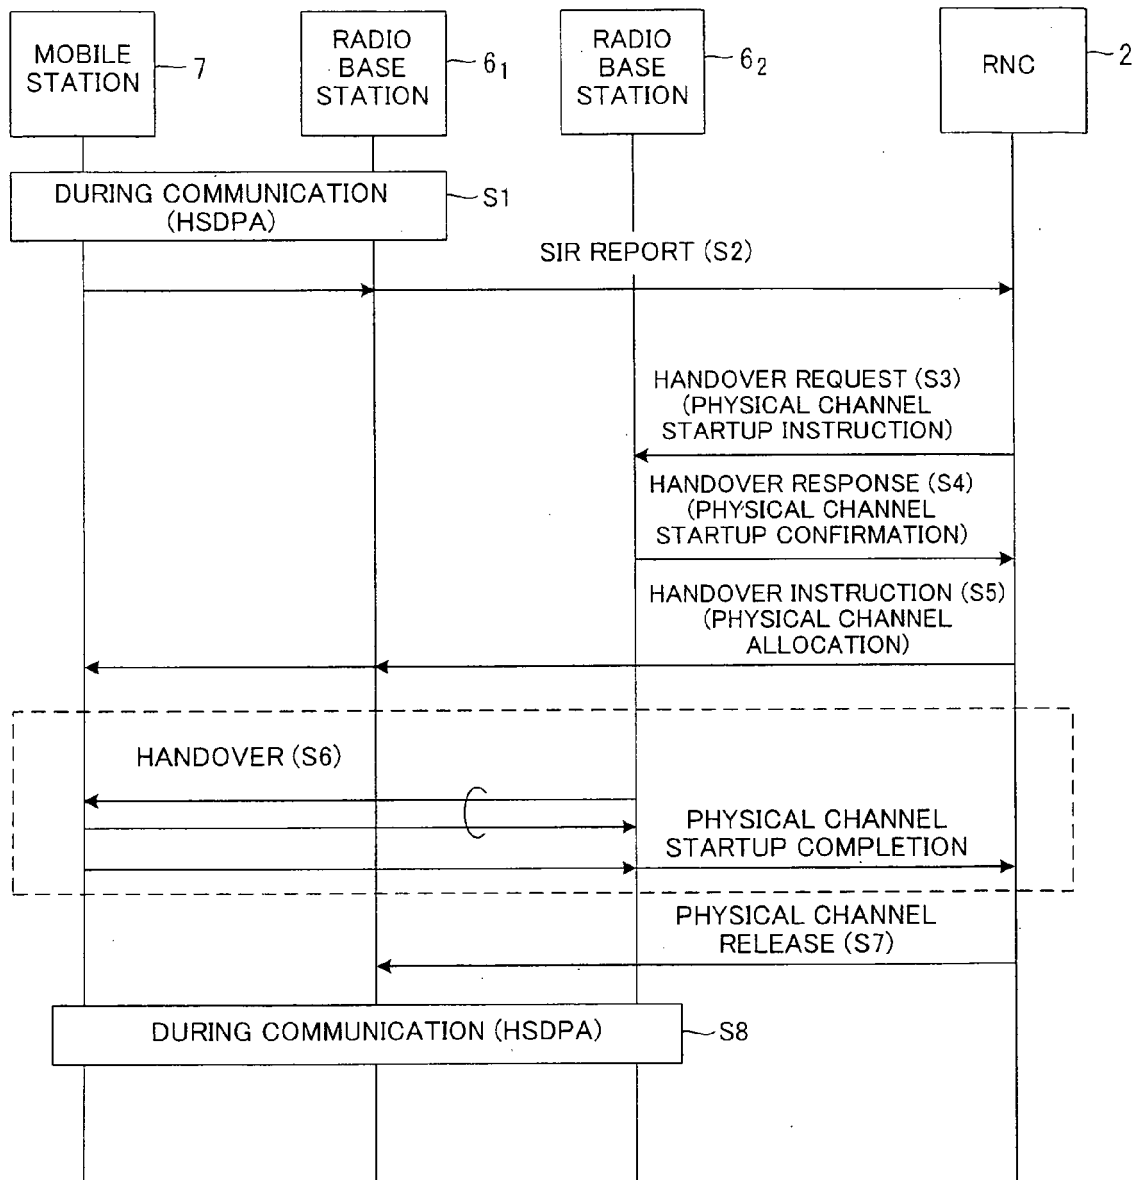 MOBILE
STATION
7
RADIO
BASE
STATION
6₁
RADIO
BASE
STATION
6₂
RNC
2
DURING COMMUNICATION
(HSDPA)
S1
SIR REPORT (S2)
HANDOVER REQUEST (S3)
(PHYSICAL CHANNEL
STARTUP INSTRUCTION)
HANDOVER RESPONSE (S4)
(PHYSICAL CHANNEL
STARTUP CONFIRMATION)
HANDOVER INSTRUCTION (S5)
(PHYSICAL CHANNEL
ALLOCATION)
HANDOVER (S6)
PHYSICAL CHANNEL
STARTUP COMPLETION
PHYSICAL CHANNEL
RELEASE (S7)
DURING COMMUNICATION (HSDPA)
S8